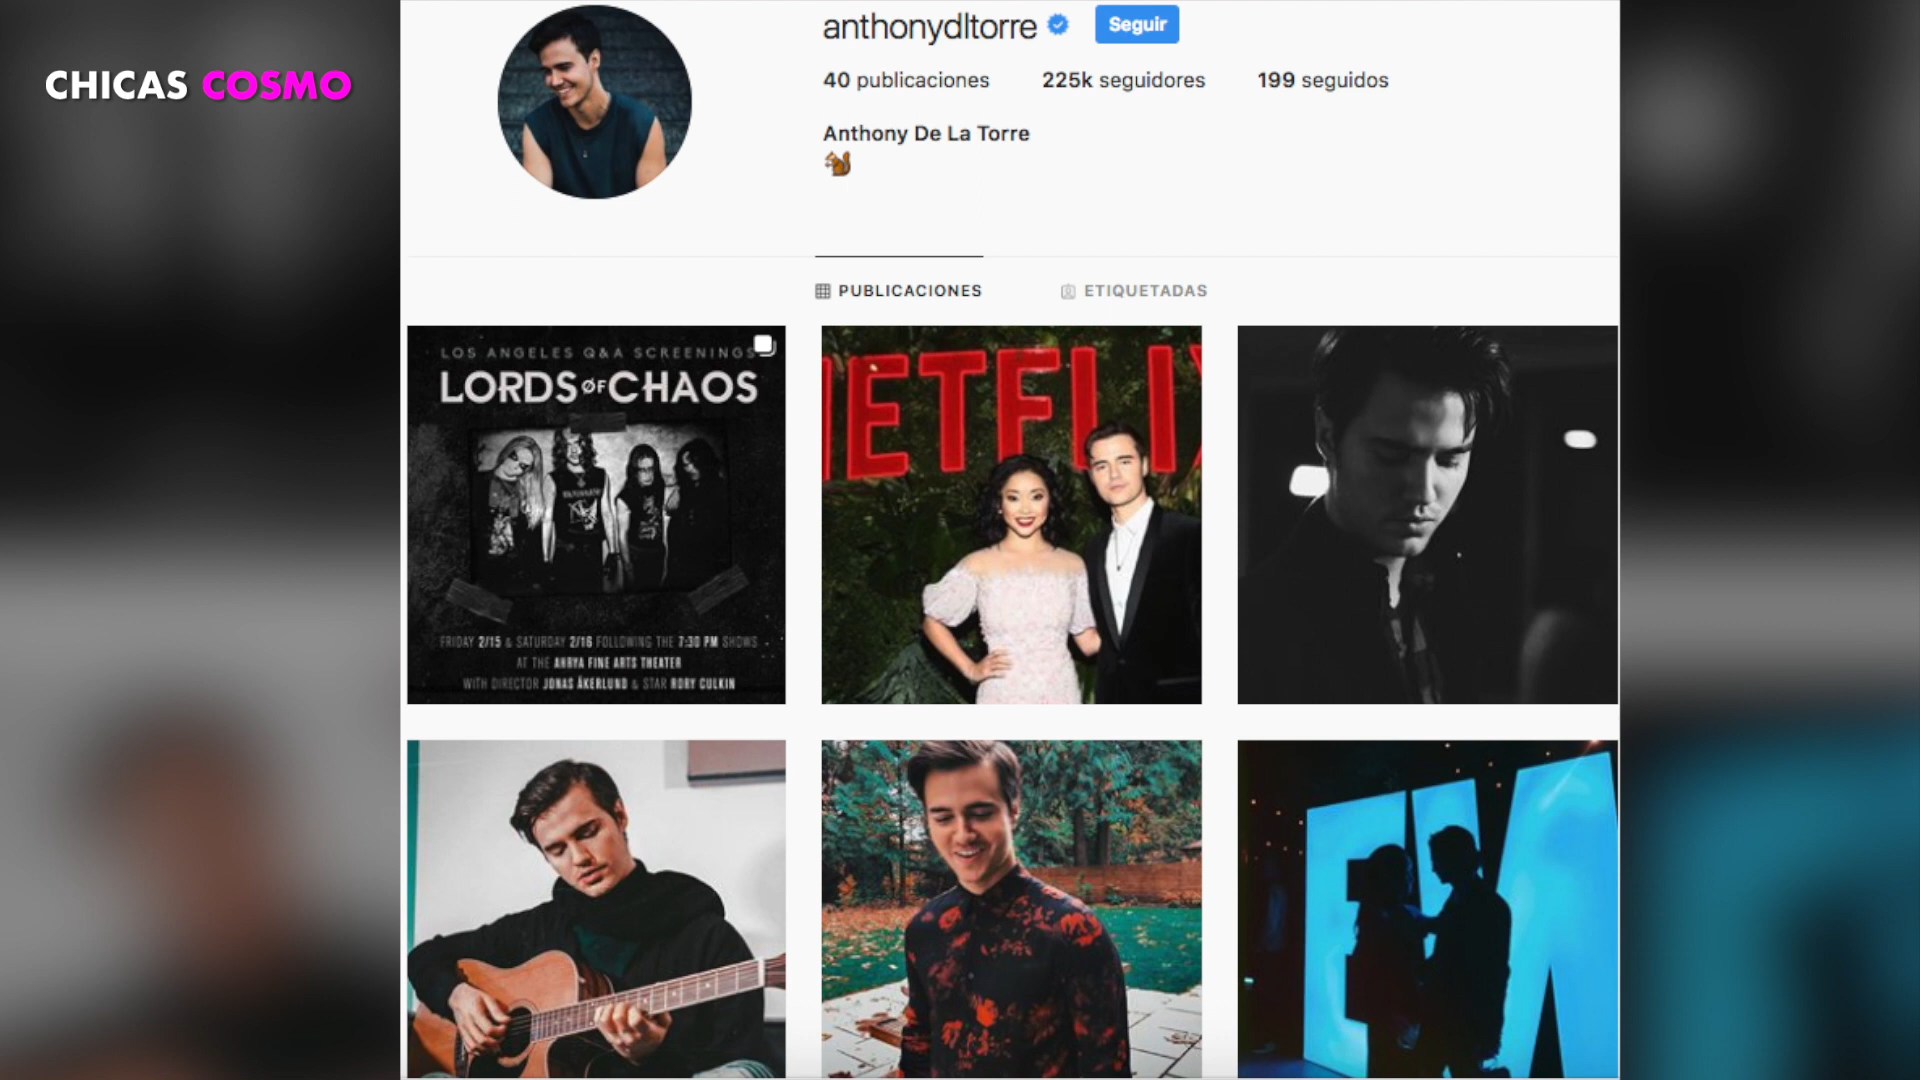 CHICAS COSMO
anthonydltorre
Seguir
40 publicaciones
225k seguidores
199 seguidos
Anthony De La Torre
PUBLICACIONES
ETIQUETADAS
LOS ANGELES Q&A SCREENINGS
LORDS ØF CHAOS
FRIDAY 2/15 & SATURDAY 2/16 FOLLOWING THE 7:30 PM SHOWS
AT THE AHRYA FINE ARTS THEATER
WITH DIRECTOR JONAS ÅKERLUND & STAR RORY CULKIN
NETFLIX